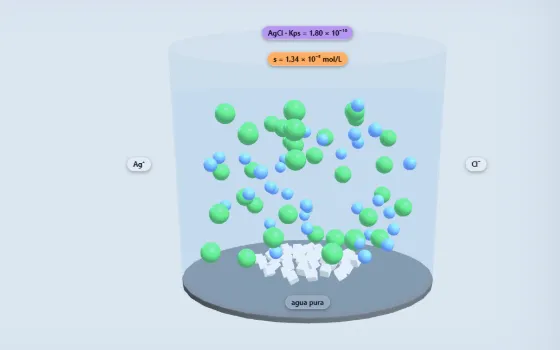 AgCl · Kps = 1.80 × 10⁻¹⁰
s = 1.34 × 10⁻⁵ mol/L
Ag⁺
Cl⁻
agua pura